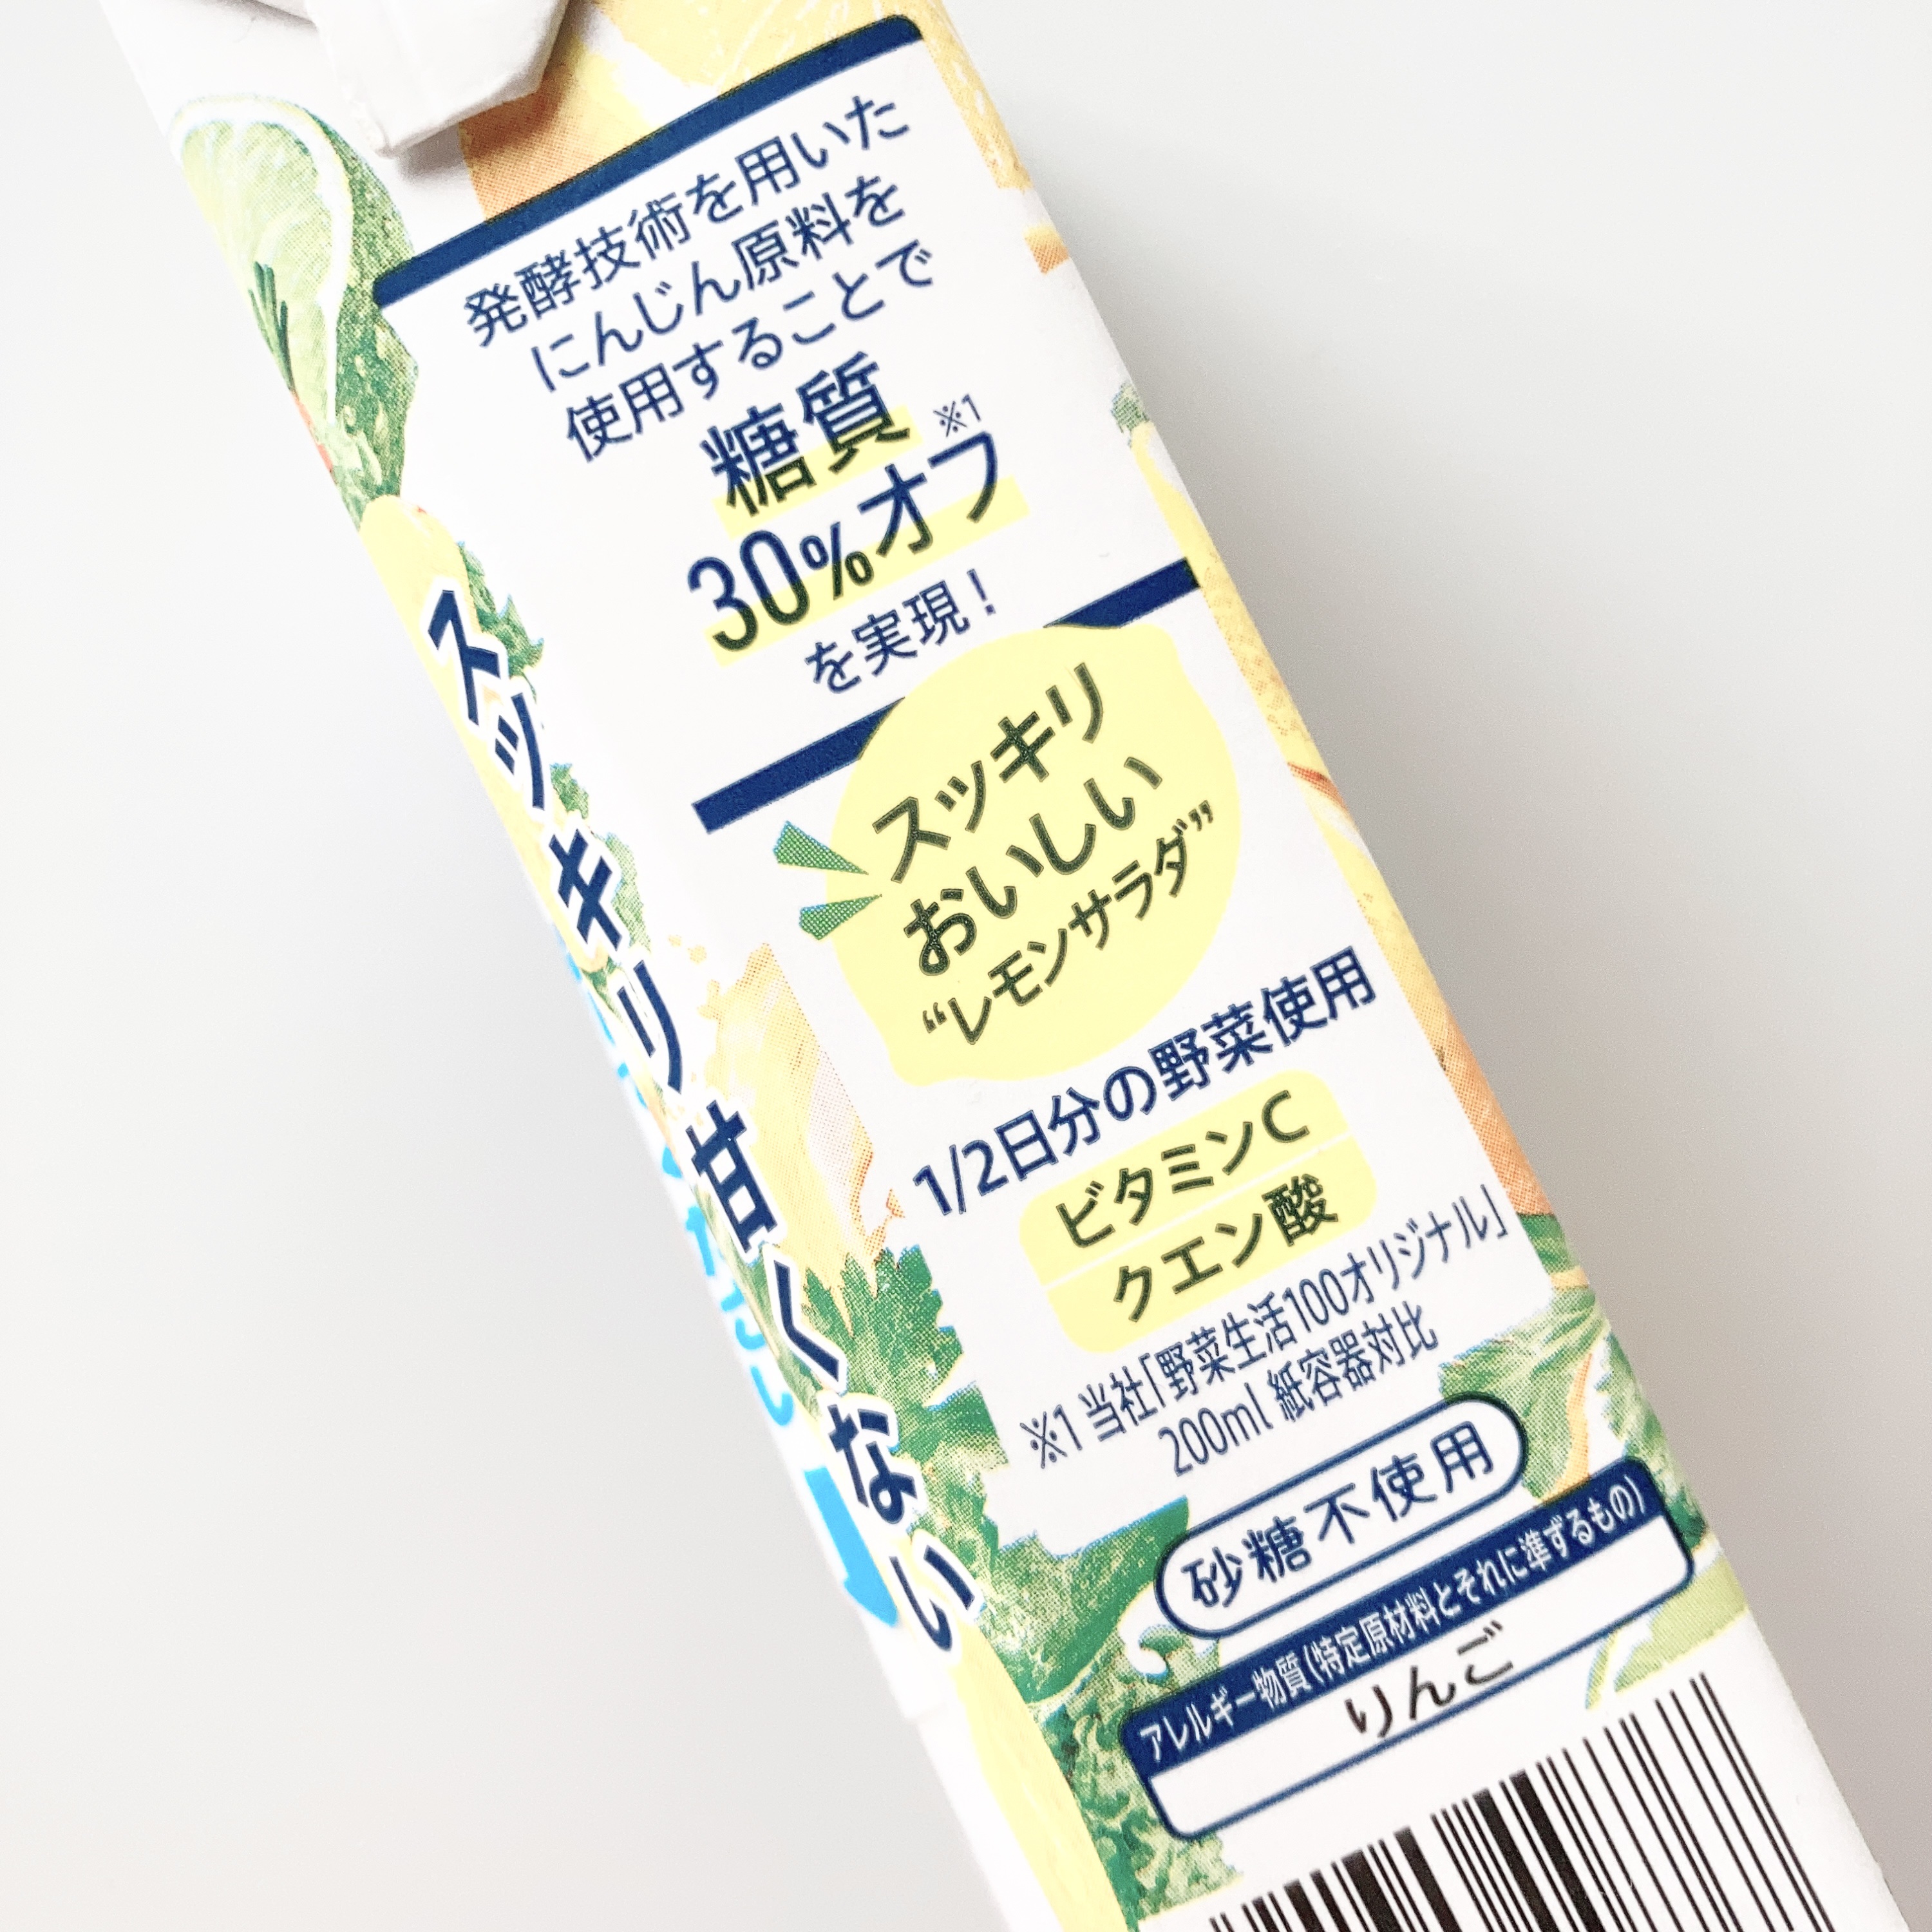 発酵技術を用いた
にんじん原料を
使用することで
糖質
30%オフ※1
を実現!
スッキリ
おいしい
“レモンサラダ”
1/2日分の野菜使用
ビタミンC
クエン酸
※1 当社「野菜生活100オリジナル」
200ml 紙容器対比
砂糖不使用
アレルギー物質(特定原材料とそれに準ずるもの)
りんご
スッキリ甘くない